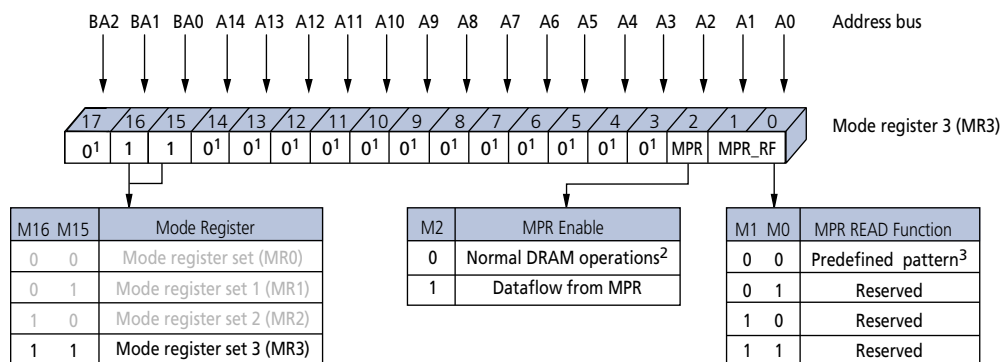 BA2 BA1 BA0 A14 A13 A12 A11 A10 A9 A8 A7 A6 A5 A4 A3 A2 A1 A0 Address bus
17 16 15 14 13 12 11 10 9 8 7 6 5 4 3 2 1 0 Mode register 3 (MR3)
0¹ 1 1 0¹ 0¹ 0¹ 0¹ 0¹ 0¹ 0¹ 0¹ 0¹ 0¹ 0¹ 0¹ MPR MPR_RF
M16 M15 Mode Register
0 0 Mode register set (MR0)
0 1 Mode register set 1 (MR1)
1 0 Mode register set 2 (MR2)
1 1 Mode register set 3 (MR3)
M2 MPR Enable
0 Normal DRAM operations²
1 Dataflow from MPR
M1 M0 MPR READ Function
0 0 Predefined pattern³
0 1 Reserved
1 0 Reserved
1 1 Reserved